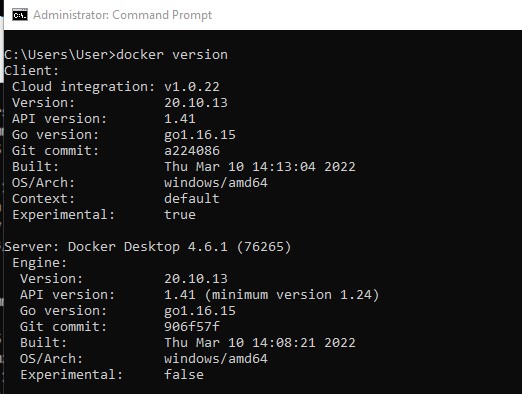 Administrator: Command Prompt
C:\Users\User>docker version
Client:
 Cloud integration: v1.0.22
 Version:           20.10.13
 API version:       1.41
 Go version:        go1.16.15
 Git commit:        a224086
 Built:             Thu Mar 10 14:13:04 2022
 OS/Arch:           windows/amd64
 Context:           default
 Experimental:      true

Server: Docker Desktop 4.6.1 (76265)
 Engine:
  Version:          20.10.13
  API version:      1.41 (minimum version 1.24)
  Go version:       go1.16.15
  Git commit:       906f57f
  Built:            Thu Mar 10 14:08:21 2022
  OS/Arch:          windows/amd64
  Experimental:     false